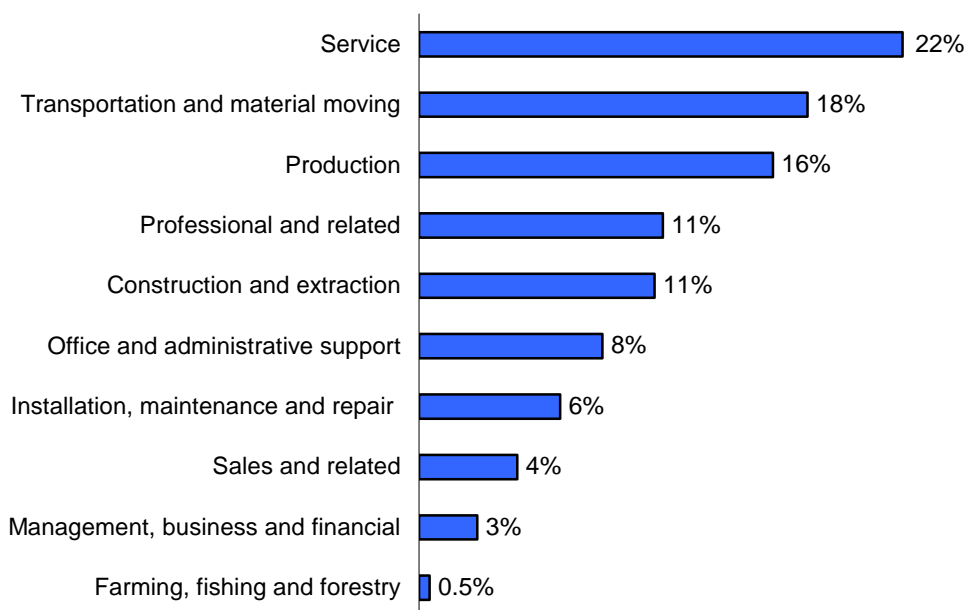 Service 22%
Transportation and material moving 18%
Production 16%
Professional and related 11%
Construction and extraction 11%
Office and administrative support 8%
Installation, maintenance and repair 6%
Sales and related 4%
Management, business and financial 3%
Farming, fishing and forestry 0.5%